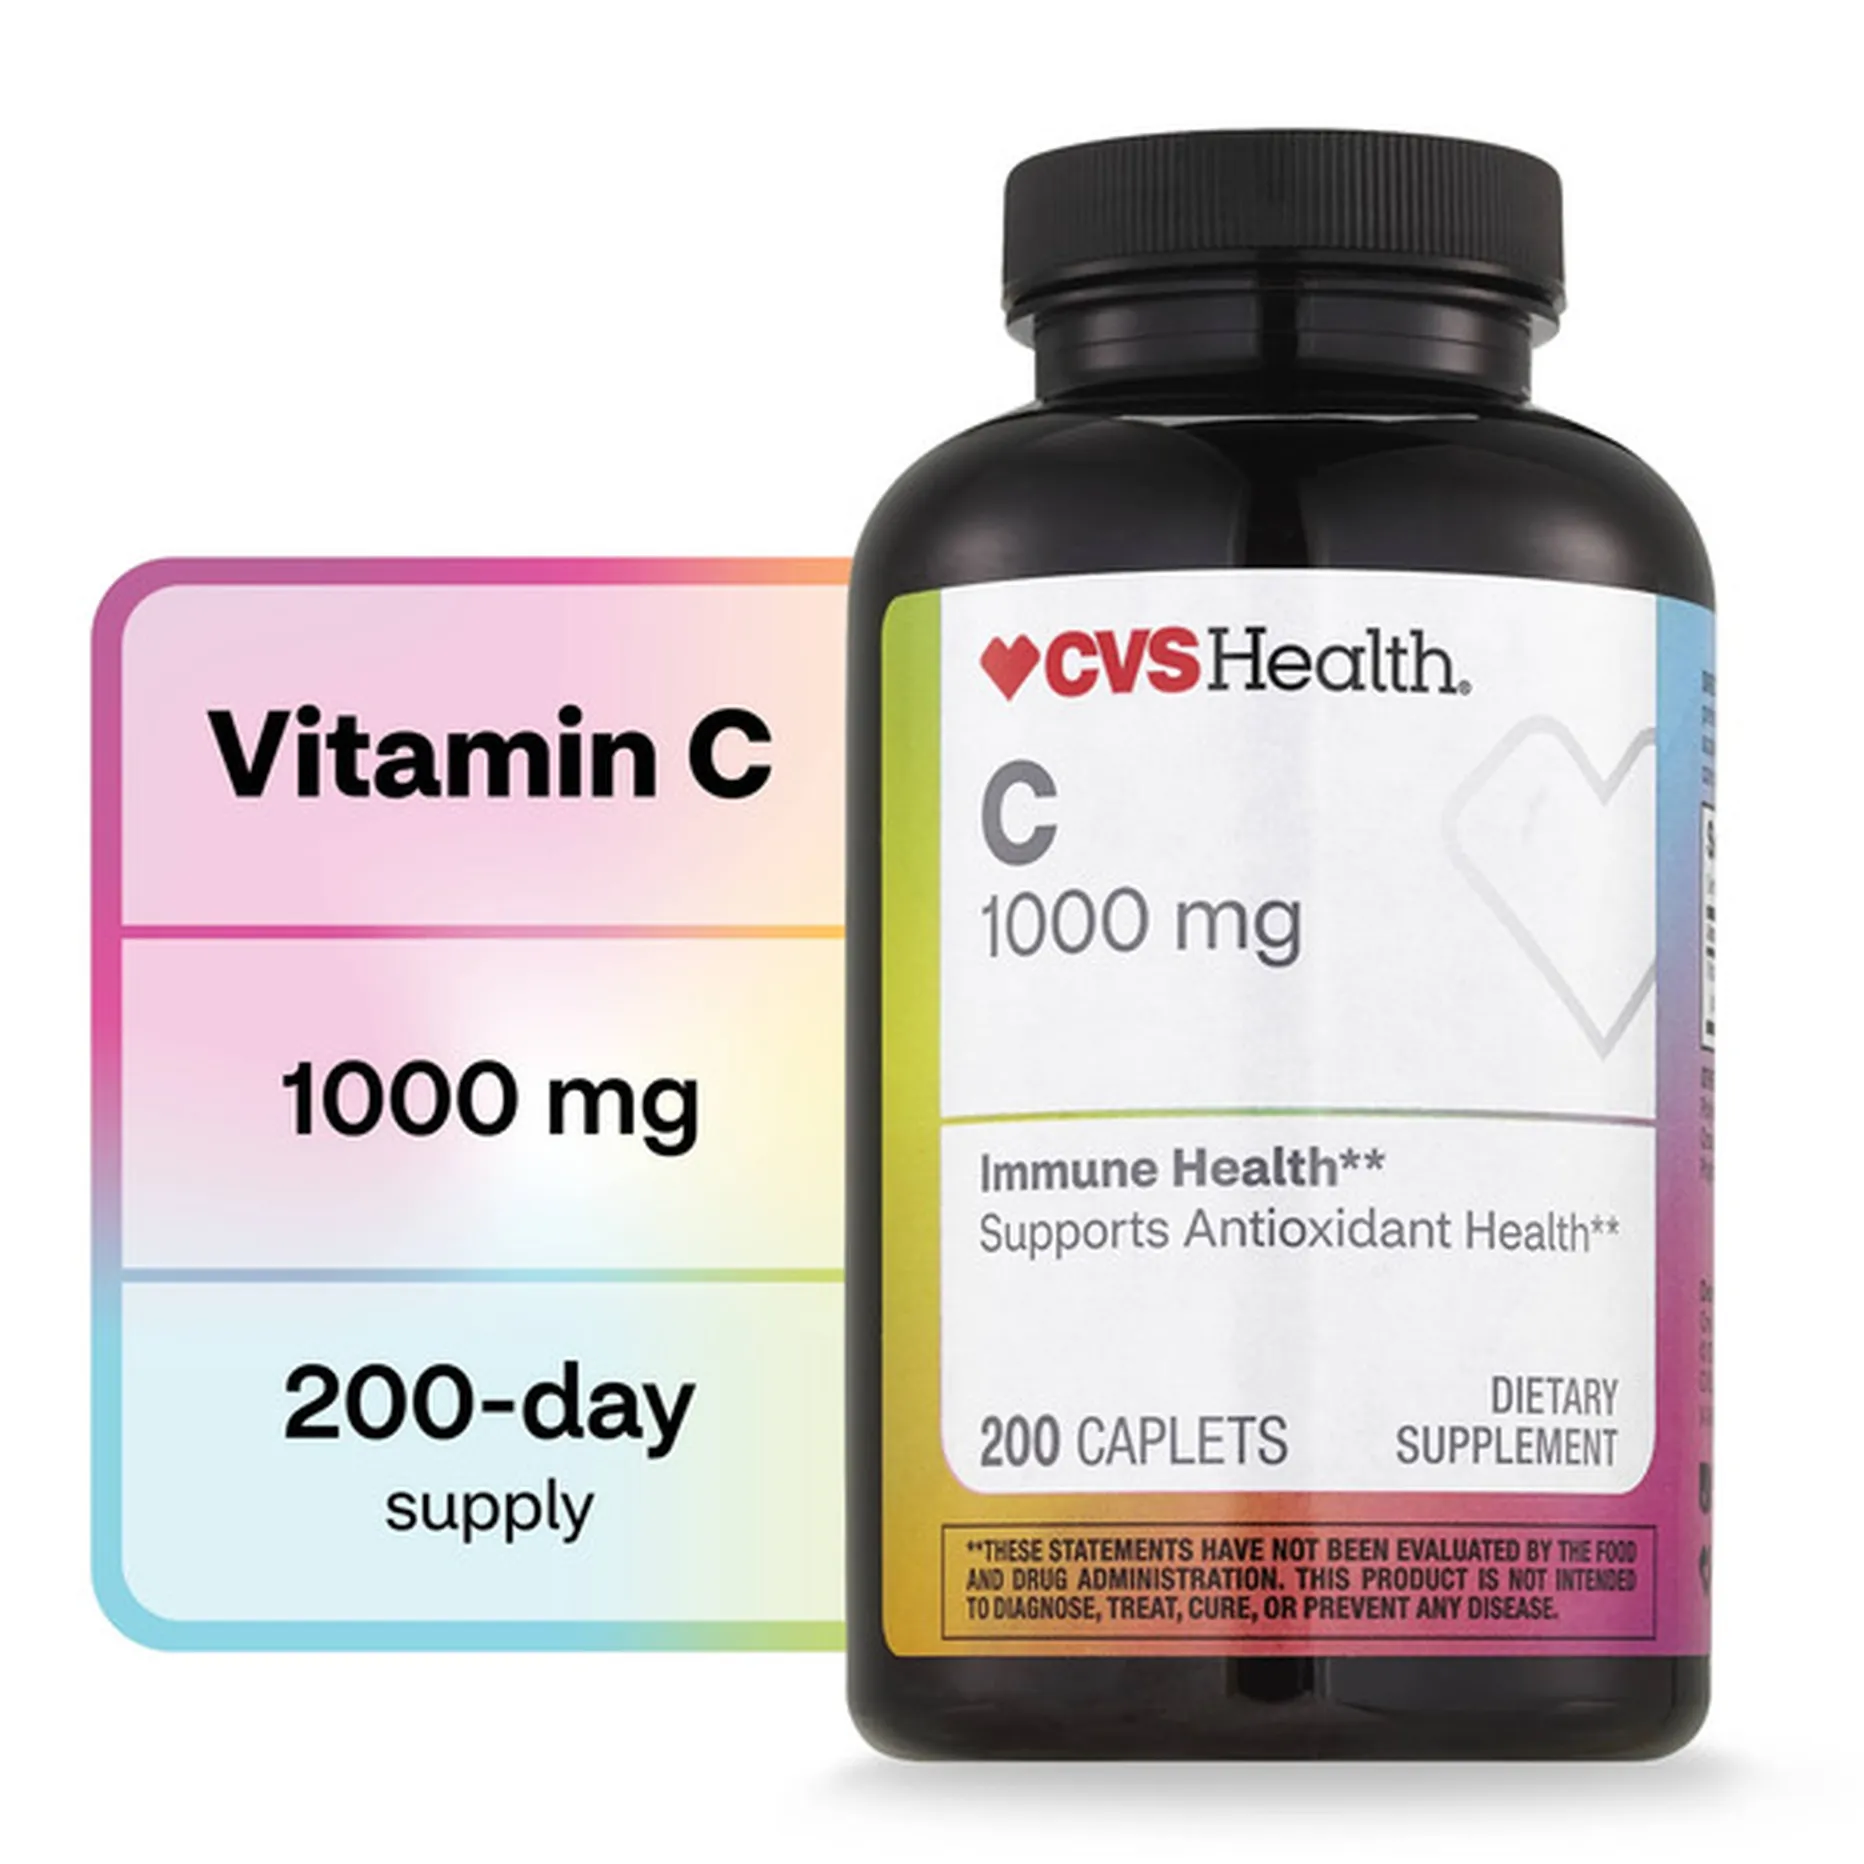 Vitamin C
1000 mg
200-day
supply
CVSHealth®
C
1000 mg
Immune Health**
Supports Antioxidant Health**
200 CAPLETS
DIETARY
SUPPLEMENT
**THESE STATEMENTS HAVE NOT BEEN EVALUATED BY THE FOOD
AND DRUG ADMINISTRATION. THIS PRODUCT IS NOT INTENDED
TO DIAGNOSE, TREAT, CURE, OR PREVENT ANY DISEASE.